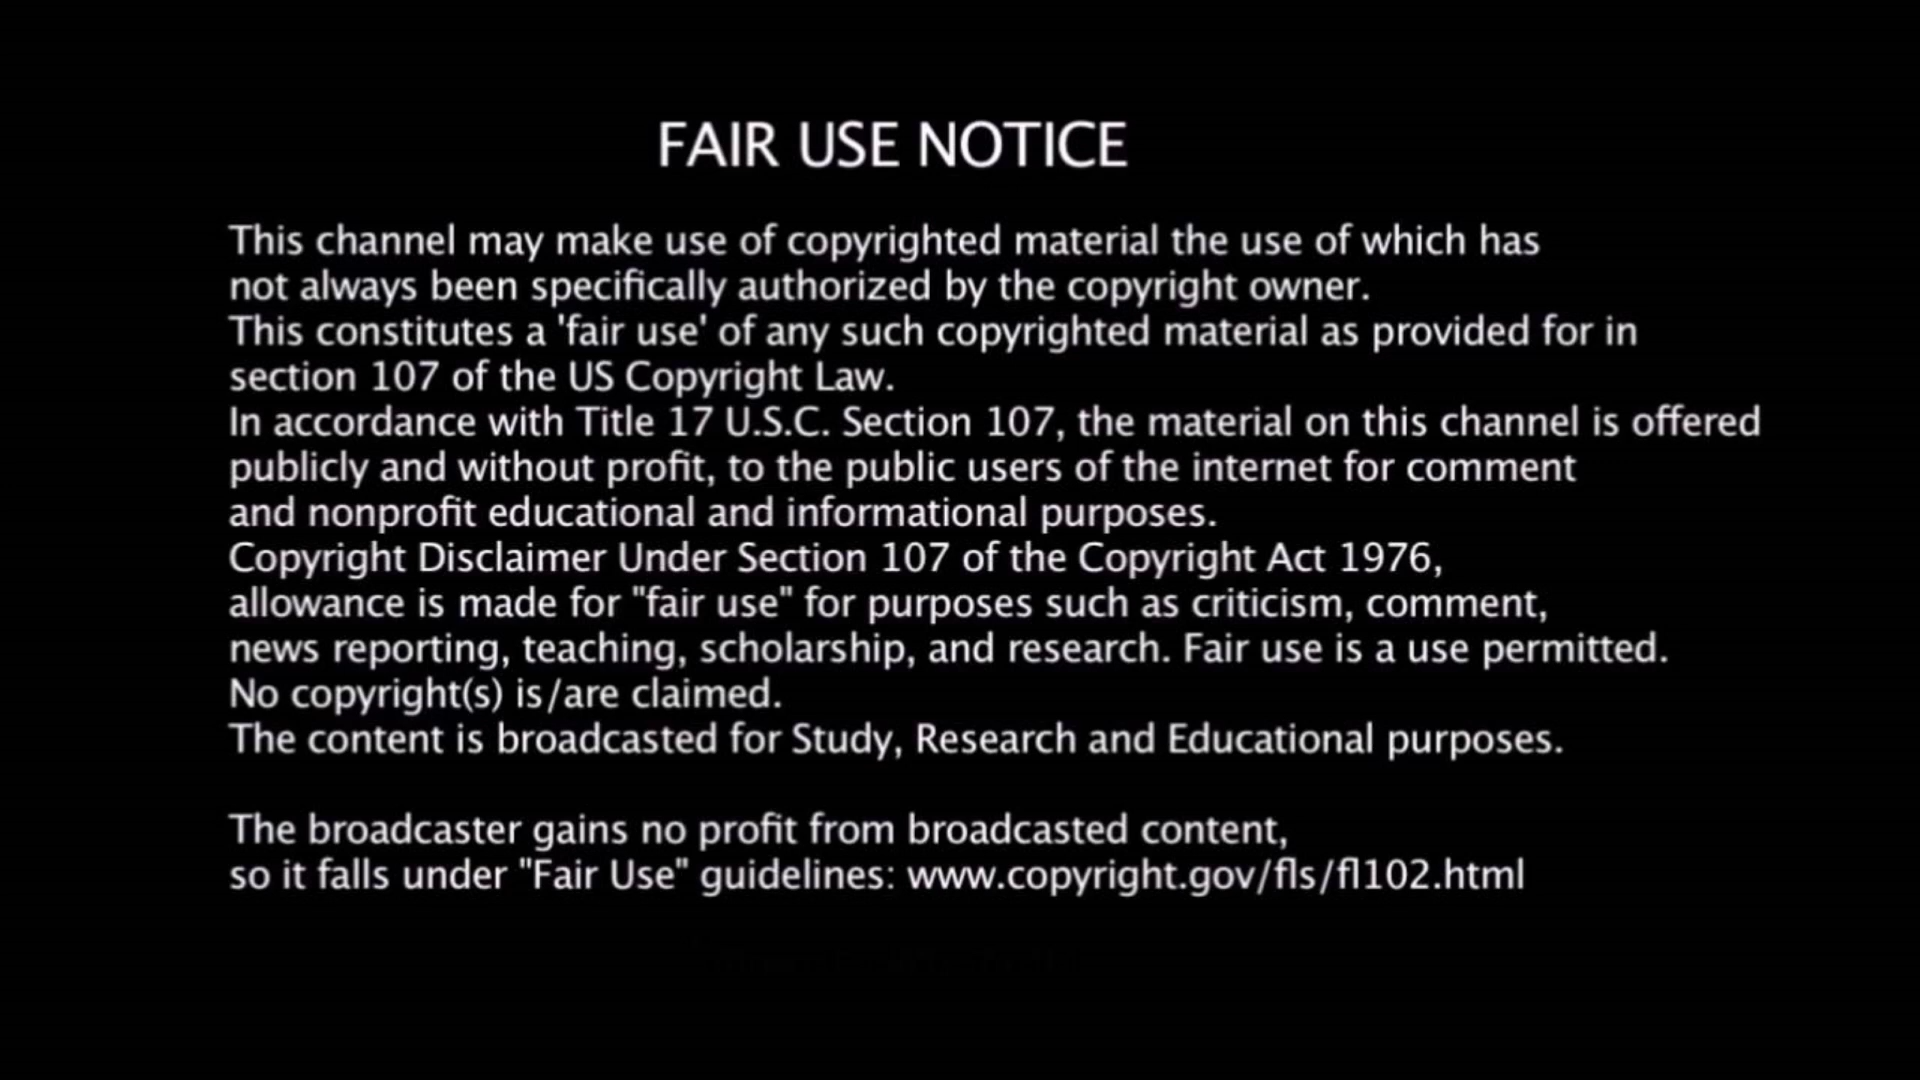 FAIR USE NOTICE
This channel may make use of copyrighted material the use of which has
not always been specifically authorized by the copyright owner.
This constitutes a 'fair use' of any such copyrighted material as provided for in
section 107 of the US Copyright Law.
In accordance with Title 17 U.S.C. Section 107, the material on this channel is offered
publicly and without profit, to the public users of the internet for comment
and nonprofit educational and informational purposes.
Copyright Disclaimer Under Section 107 of the Copyright Act 1976,
allowance is made for "fair use" for purposes such as criticism, comment,
news reporting, teaching, scholarship, and research. Fair use is a use permitted.
No copyright(s) is/are claimed.
The content is broadcasted for Study, Research and Educational purposes.
The broadcaster gains no profit from broadcasted content,
so it falls under "Fair Use" guidelines: www.copyright.gov/fls/fl102.html